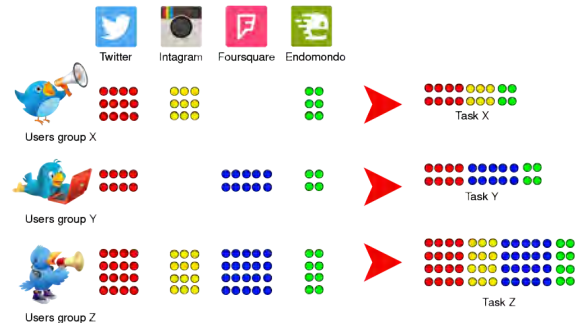 Twitter Intagram Foursquare Endomondo
Users group X
Task X
Users group Y
Task Y
Users group Z
Task Z